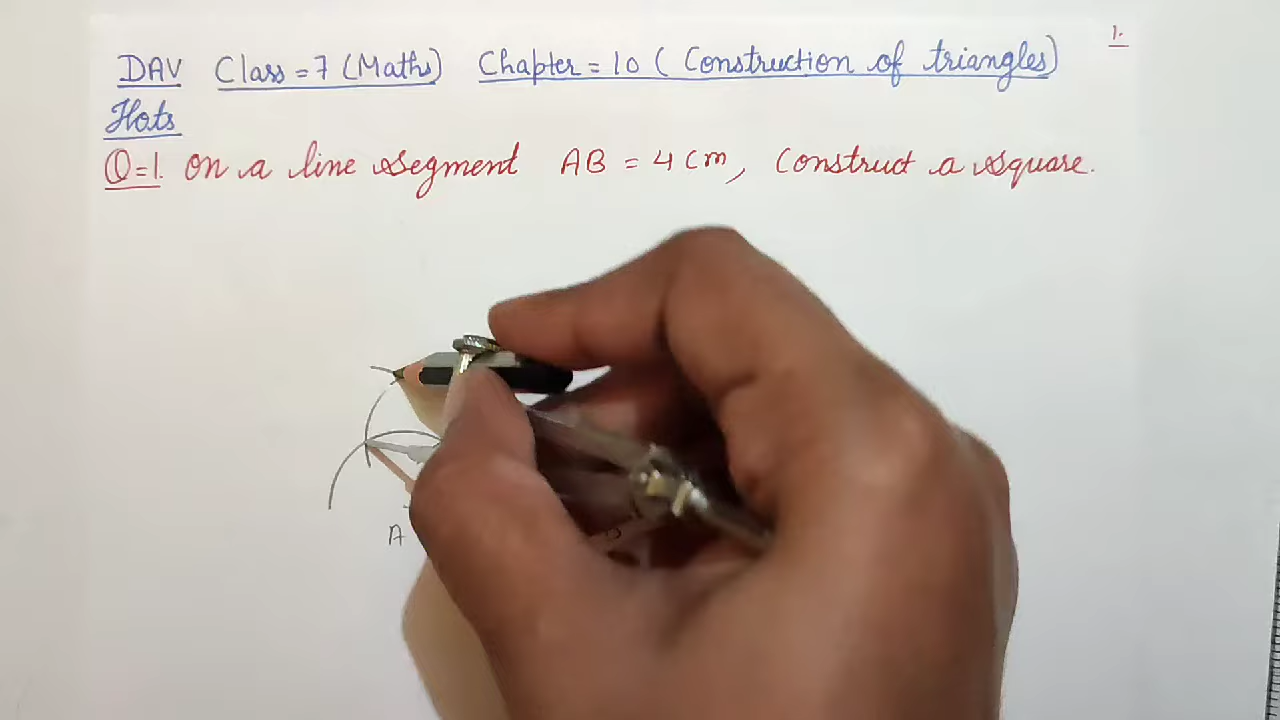 1.
DAV Class = 7 (Maths) Chapter = 10 ( Construction of triangles)
Hots
Q=1. On a line segment AB = 4 cm, Construct a square.
A